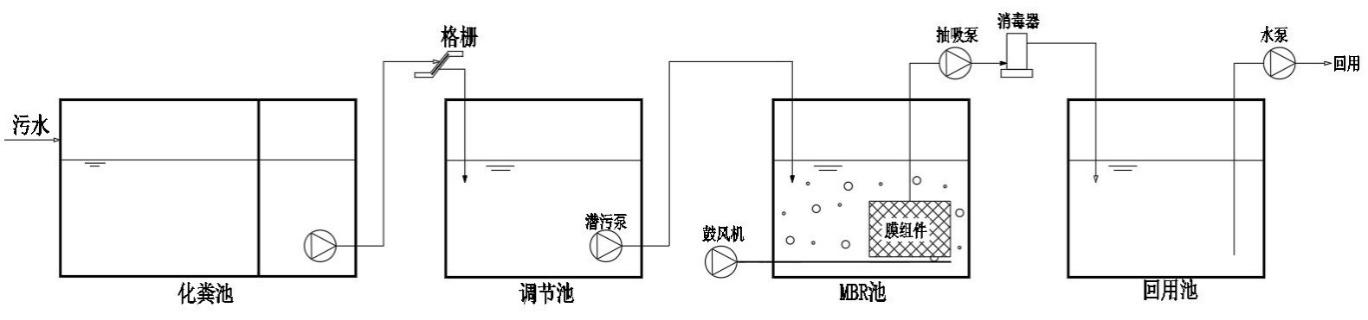 污水
化粪池
格栅
潜污泵
调节池
鼓风机
膜组件
MBR池
抽吸泵
消毒器
回用池
水泵
回用